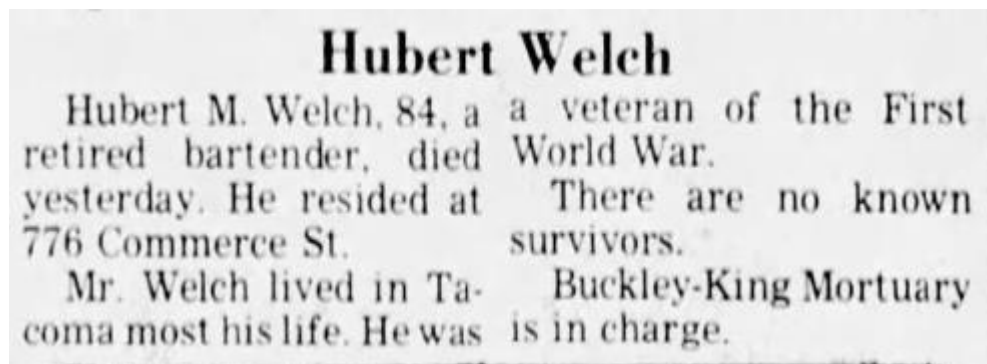 Hubert Welch
Hubert M. Welch, 84, a
retired bartender, died
yesterday. He resided at
776 Commerce St.
Mr. Welch lived in Ta-
coma most his life. He was
a veteran of the First
World War.
There are no known
survivors.
Buckley-King Mortuary
is in charge.